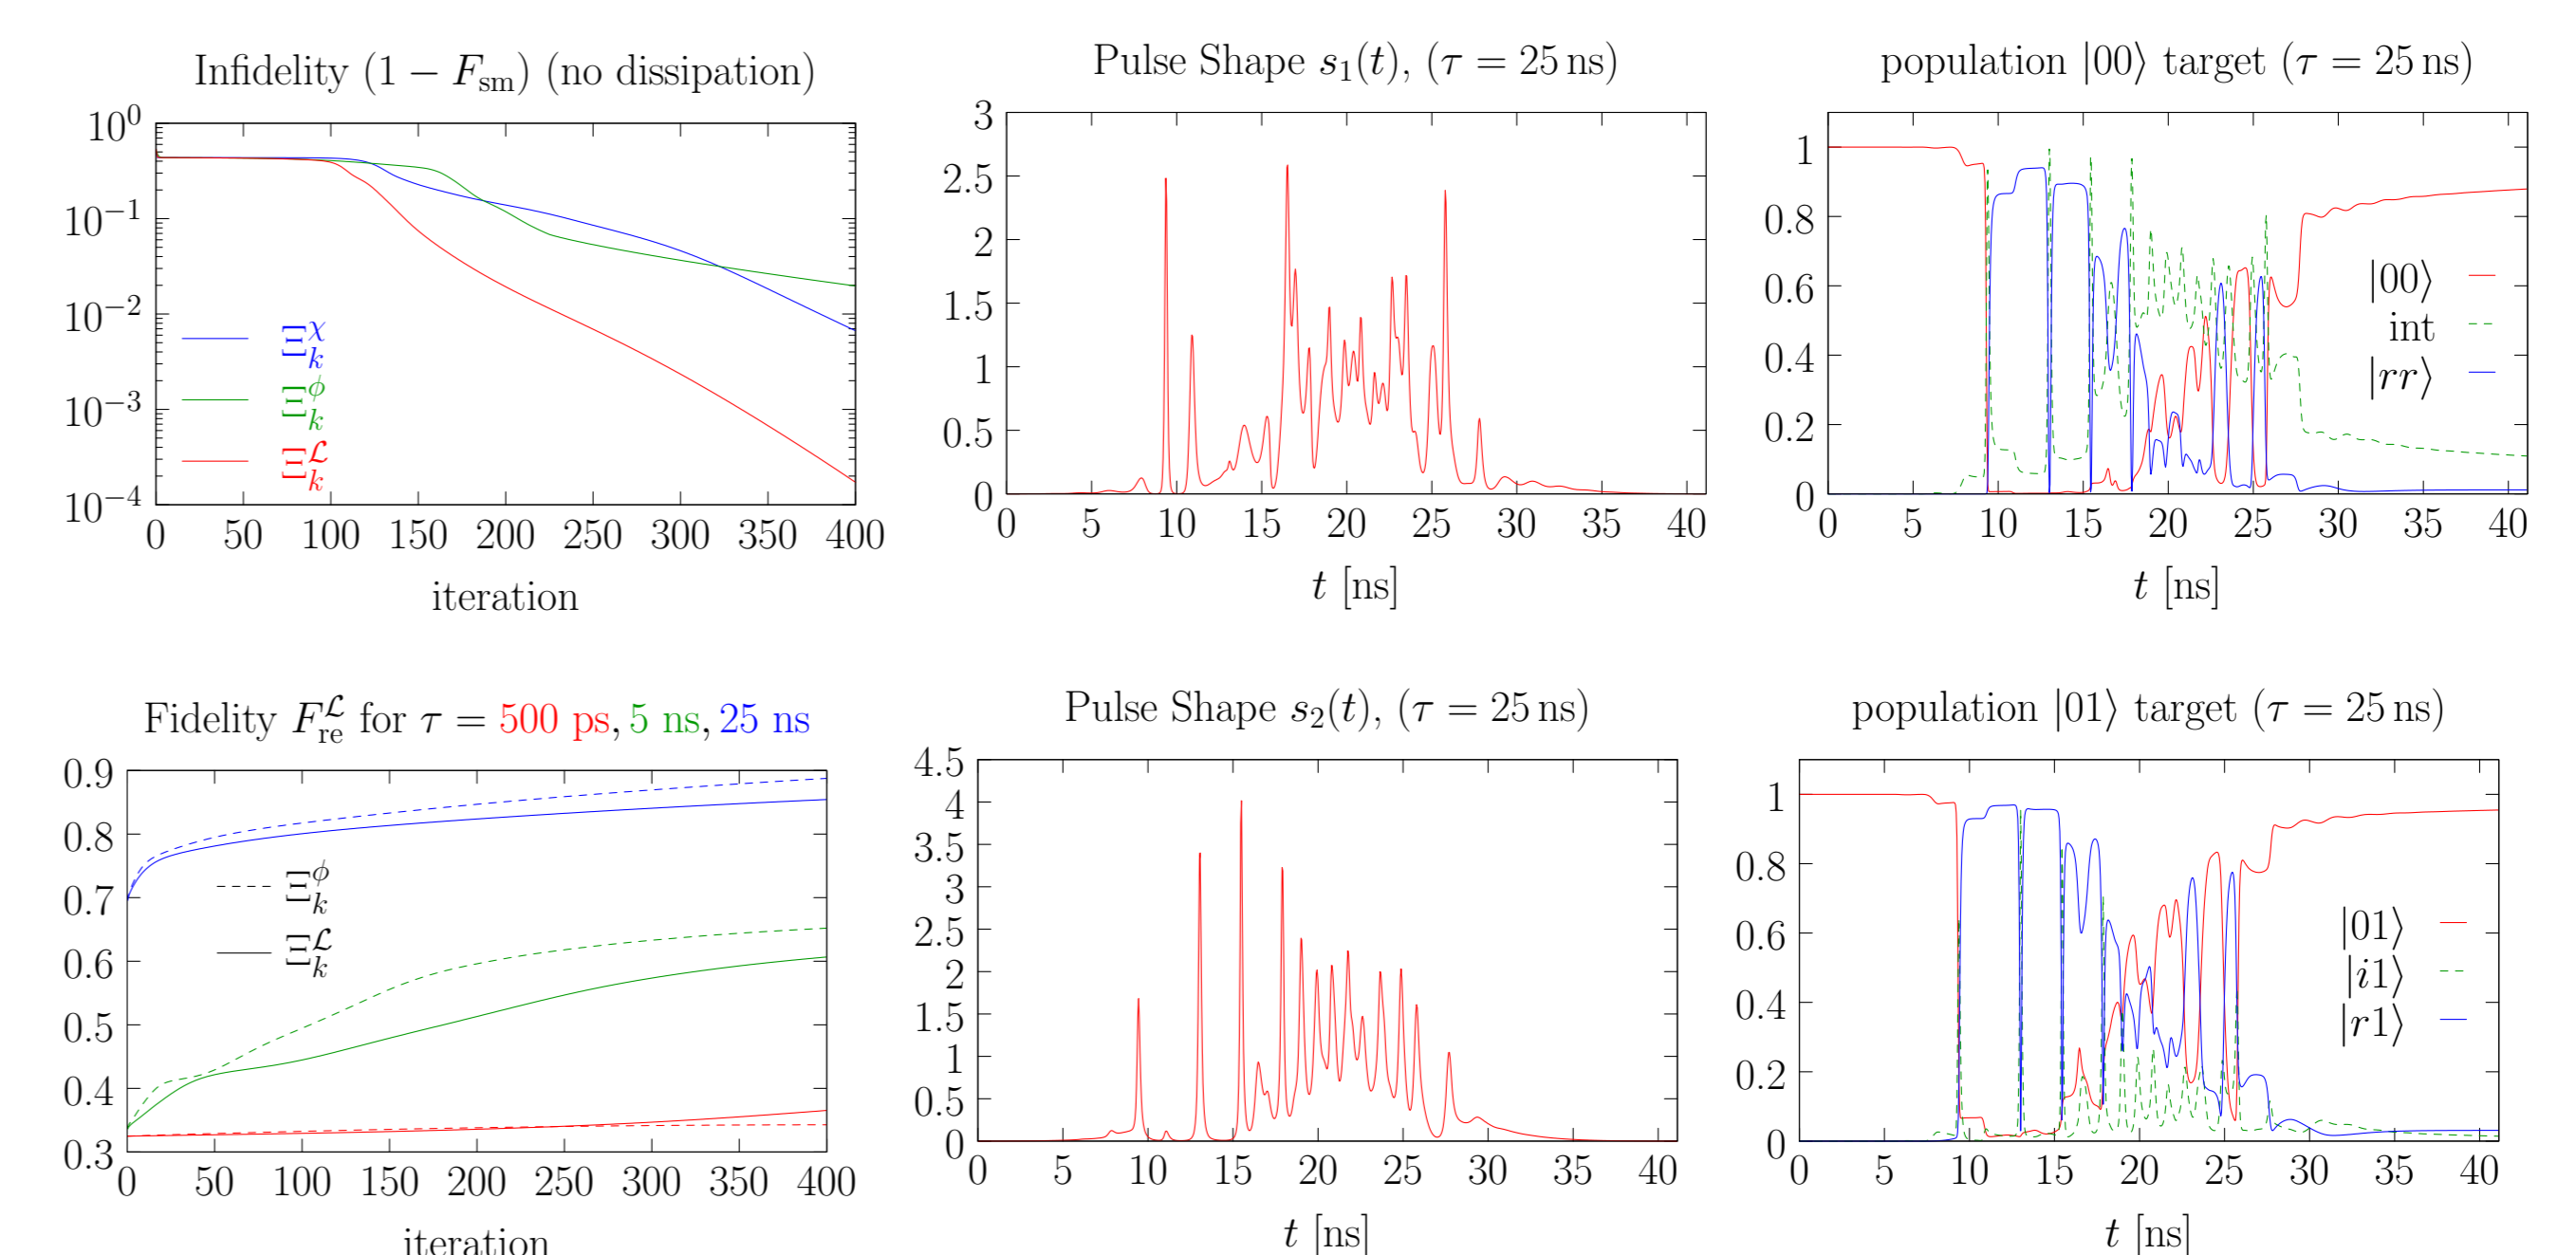 Infidelity (1 − F_sm) (no dissipation)
10^0
10^−1
10^−2
10^−3
10^−4
Ξ_k^χ
Ξ_k^ϕ
Ξ_k^ℒ
0 50 100 150 200 250 300 350 400
iteration
Pulse Shape s_1(t), (τ = 25 ns)
3
2.5
2
1.5
1
0.5
0
0 5 10 15 20 25 30 35 40
t [ns]
population |00⟩ target (τ = 25 ns)
1
0.8
0.6
0.4
0.2
0
|00⟩
int
|rr⟩
0 5 10 15 20 25 30 35 40
t [ns]
Fidelity F_re^ℒ for τ = 500 ps, 5 ns, 25 ns
0.9
0.8
0.7
0.6
0.5
0.4
0.3
Ξ_k^ϕ
Ξ_k^ℒ
0 50 100 150 200 250 300 350 400
iteration
Pulse Shape s_2(t), (τ = 25 ns)
4.5
4
3.5
3
2.5
2
1.5
1
0.5
0
0 5 10 15 20 25 30 35 40
t [ns]
population |01⟩ target (τ = 25 ns)
1
0.8
0.6
0.4
0.2
0
|01⟩
|i1⟩
|r1⟩
0 5 10 15 20 25 30 35 40
t [ns]